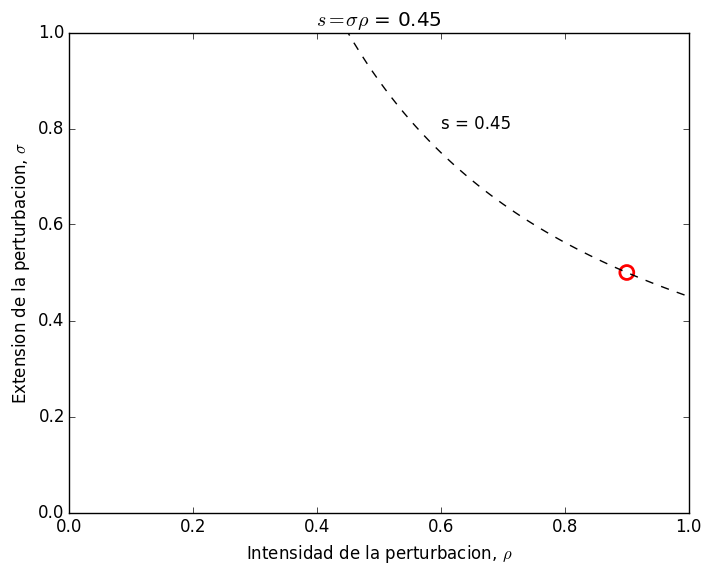 s = σρ = 0.45
1.0
0.8
0.6
0.4
0.2
0.0
Extension de la perturbacion, σ
s = 0.45
0.0 0.2 0.4 0.6 0.8 1.0
Intensidad de la perturbacion, ρ